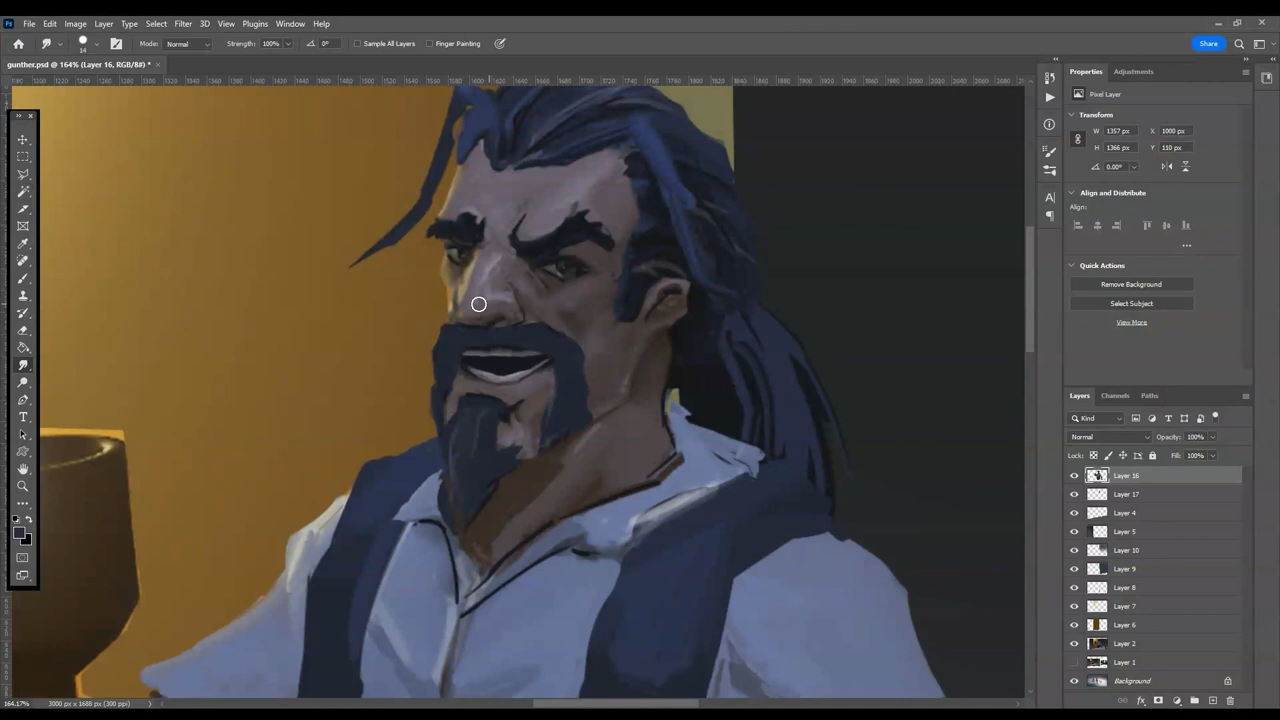 Ps File Edit Image Layer Type Select Filter 3D View Plugins Window Help
14 Mode: Normal Strength: 100% 0° Sample All Layers Finger Painting Share
gunther.psd @ 164% (Layer 16, RGB/8#) *
Properties Adjustments
Pixel Layer
Transform
W 1357 px X 1000 px
H 1366 px Y 110 px
0.00°
Align and Distribute
Align:
Quick Actions
Remove Background
Select Subject
View More
Layers Channels Paths
Kind
Normal Opacity: 100%
Lock: Fill: 100%
Layer 16
Layer 17
Layer 4
Layer 5
Layer 10
Layer 9
Layer 8
Layer 7
Layer 6
Layer 2
Layer 1
Background
164.17% 3000 px x 1688 px (300 ppi)